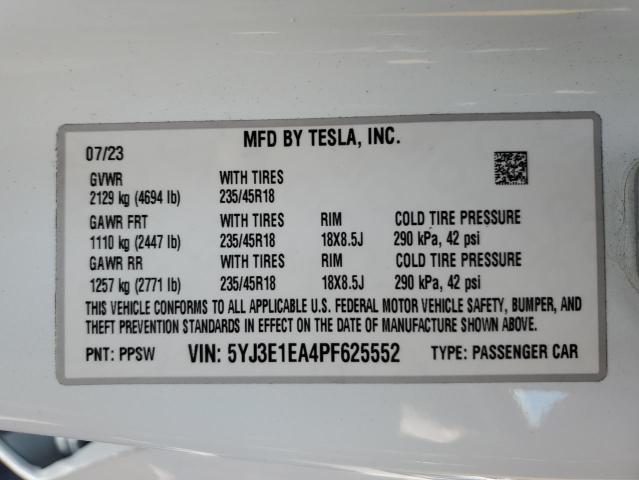 MFD BY TESLA, INC.
07/23
GVWR WITH TIRES
2129 kg (4694 lb) 235/45R18
GAWR FRT WITH TIRES RIM COLD TIRE PRESSURE
1110 kg (2447 lb) 235/45R18 18X8.5J 290 kPa, 42 psi
GAWR RR WITH TIRES RIM COLD TIRE PRESSURE
1257 kg (2771 lb) 235/45R18 18X8.5J 290 kPa, 42 psi
THIS VEHICLE CONFORMS TO ALL APPLICABLE U.S. FEDERAL MOTOR VEHICLE SAFETY, BUMPER, AND
THEFT PREVENTION STANDARDS IN EFFECT ON THE DATE OF MANUFACTURE SHOWN ABOVE.
PNT: PPSW VIN: 5YJ3E1EA4PF625552 TYPE: PASSENGER CAR